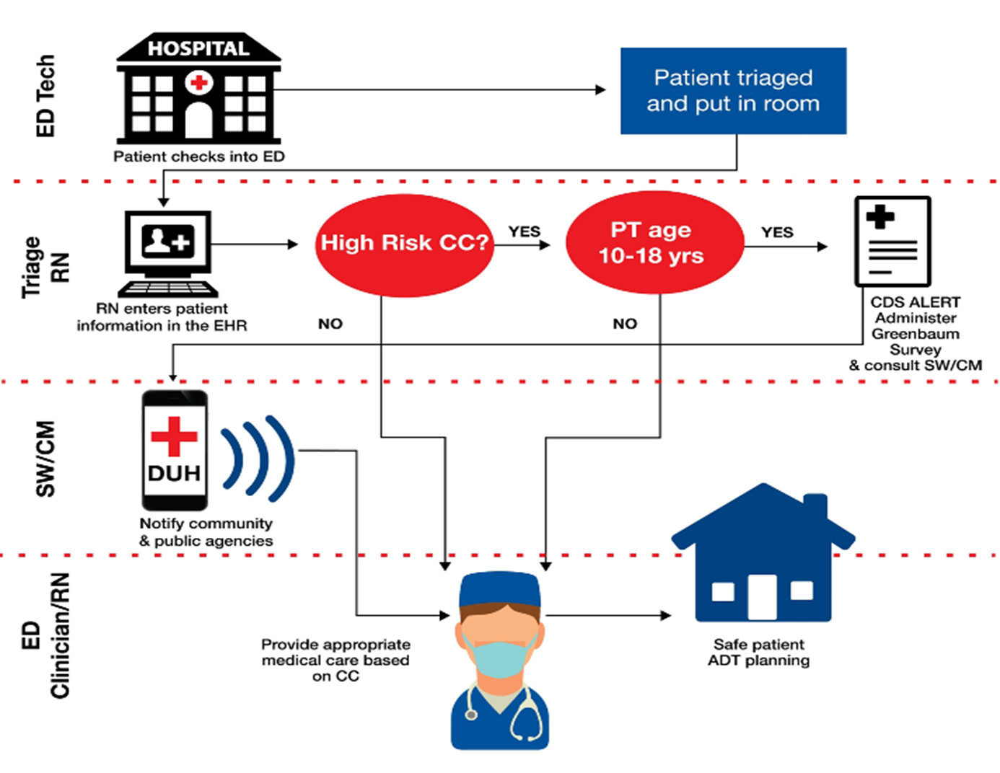 ED Tech
HOSPITAL
Patient checks into ED
Patient triaged
and put in room
Triage
RN
RN enters patient
information in the EHR
High Risk CC?
YES
NO
PT age
10-18 yrs
YES
NO
CDS ALERT
Administer
Greenbaum
Survey
& consult SW/CM
SW/CM
DUH
Notify community
& public agencies
ED
Clinician/RN
Provide appropriate
medical care based
on CC
Safe patient
ADT planning